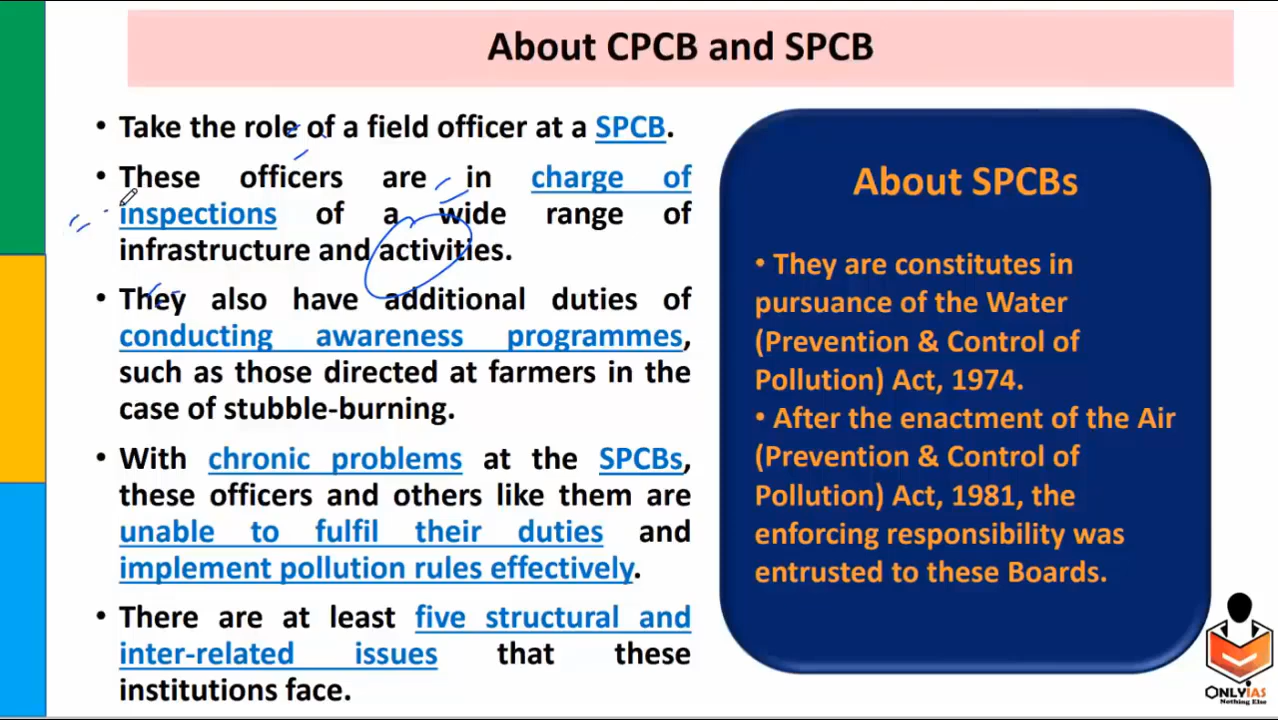 About CPCB and SPCB
• Take the role of a field officer at a SPCB.
• These officers are in charge of
inspections of a wide range of
infrastructure and activities.
• They also have additional duties of
conducting awareness programmes,
such as those directed at farmers in the
case of stubble-burning.
• With chronic problems at the SPCBs,
these officers and others like them are
unable to fulfil their duties and
implement pollution rules effectively.
• There are at least five structural and
inter-related issues that these
institutions face.
About SPCBs
• They are constitutes in
pursuance of the Water
(Prevention & Control of
Pollution) Act, 1974.
• After the enactment of the Air
(Prevention & Control of
Pollution) Act, 1981, the
enforcing responsibility was
entrusted to these Boards.
ONLYIAS
Nothing Else